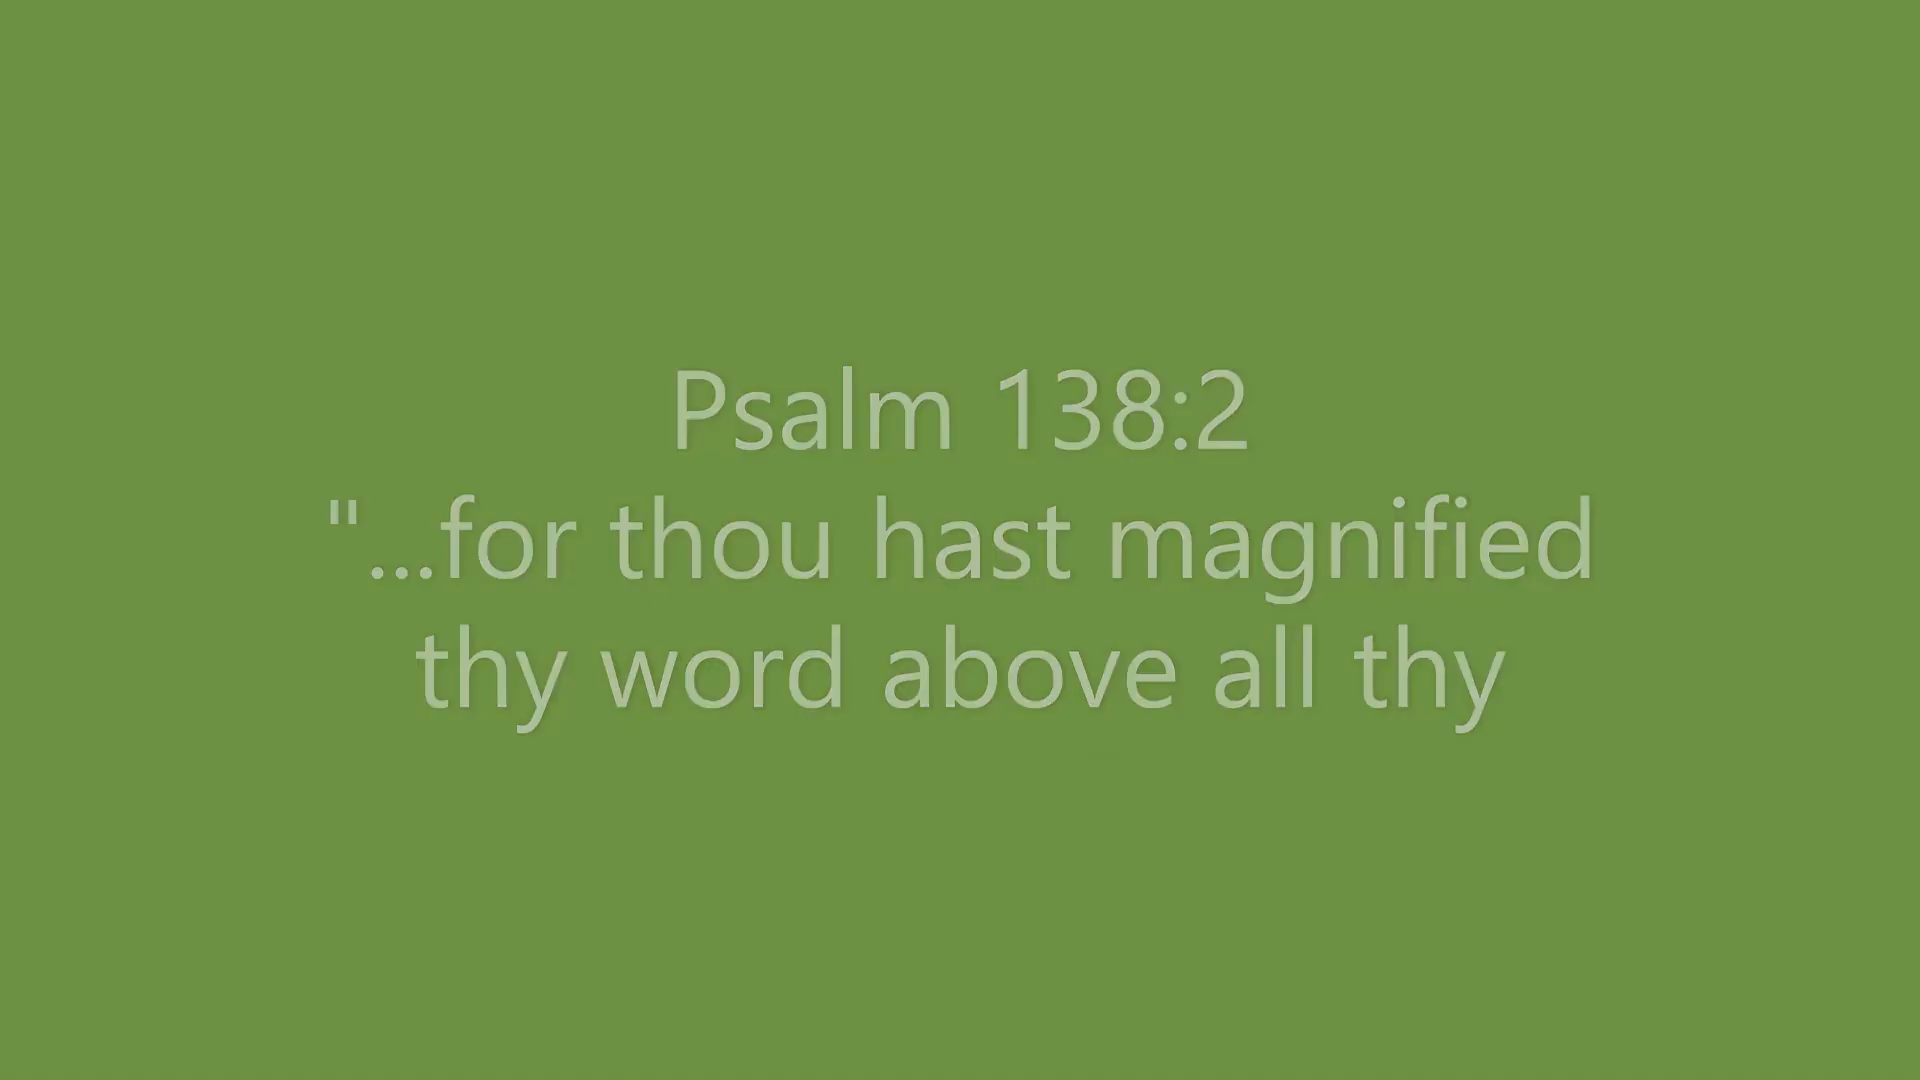 Psalm 138:2
"...for thou hast magnified
thy word above all thy